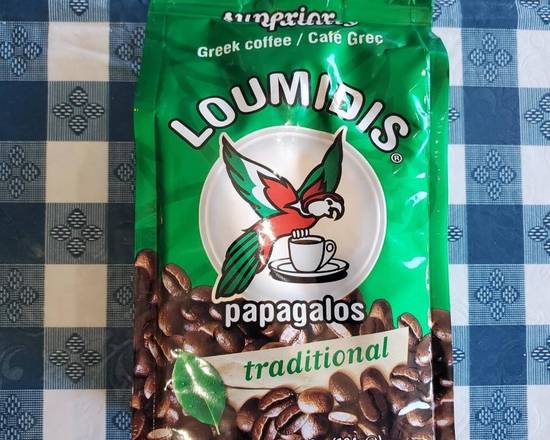 Greek coffee / Café Grec
LOUMIDIS®
papagalos
traditional